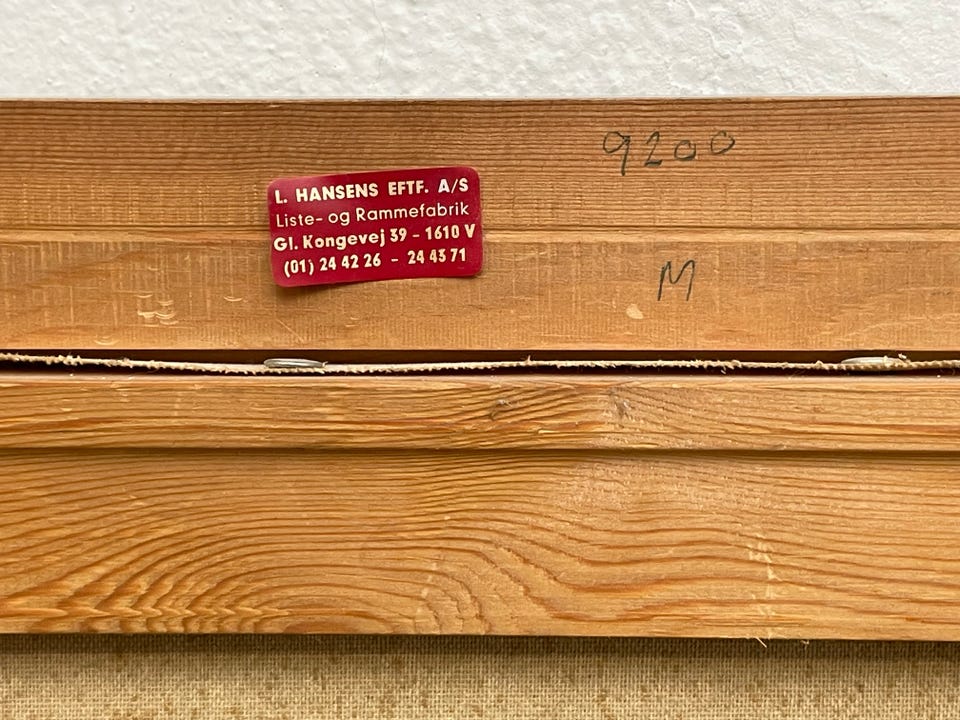 9200
L. HANSENS EFTF. A/S
Liste- og Rammefabrik
Gl. Kongevej 39 - 1610 V
(01) 24 42 26 - 24 43 71
M